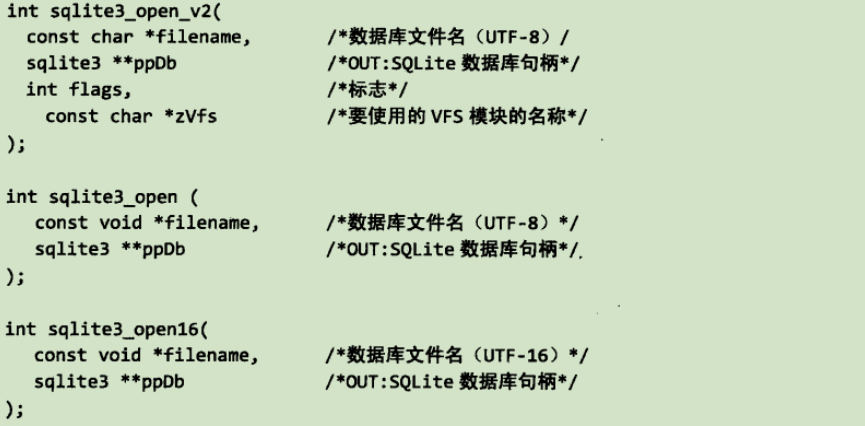 int sqlite3_open_v2(
const char *filename, /*数据库文件名（UTF-8）/
sqlite3 **ppDb /*OUT:SQLite 数据库句柄*/
int flags, /*标志*/
const char *zVfs /*要使用的 VFS 模块的名称*/
);
int sqlite3_open (
const void *filename, /*数据库文件名（UTF-8）*/
sqlite3 **ppDb /*OUT:SQLite 数据库句柄*/
);
int sqlite3_open16(
const void *filename, /*数据库文件名（UTF-16）*/
sqlite3 **ppDb /*OUT:SQLite 数据库句柄*/
);